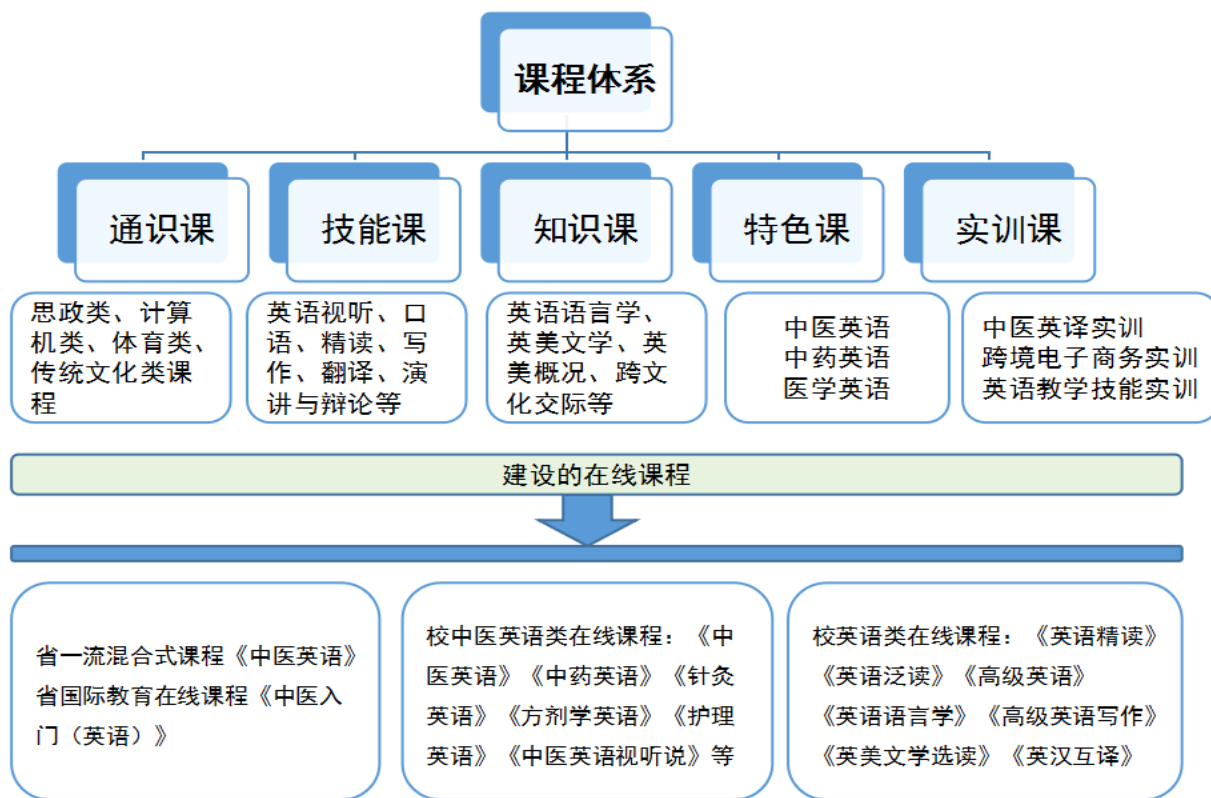 课程体系
通识课
技能课
知识课
特色课
实训课
思政类、计算
机类、体育类、
传统文化类课
程
英语视听、口
语、精读、写
作、翻译、演
讲与辩论等
英语语言学、
英美文学、英
美概况、跨文
化交际等
中医英语
中药英语
医学英语
中医英译实训
跨境电子商务实训
英语教学技能实训
建设的在线课程
省一流混合式课程《中医英语》
省国际教育在线课程《中医入
门（英语）》
校中医英语类在线课程：《中
医英语》《中药英语》《针灸
英语》《方剂学英语》《护理
英语》《中医英语视听说》等
校英语类在线课程：《英语精读》
《英语泛读》《高级英语》
《英语语言学》《高级英语写作》
《英美文学选读》《英汉互译》